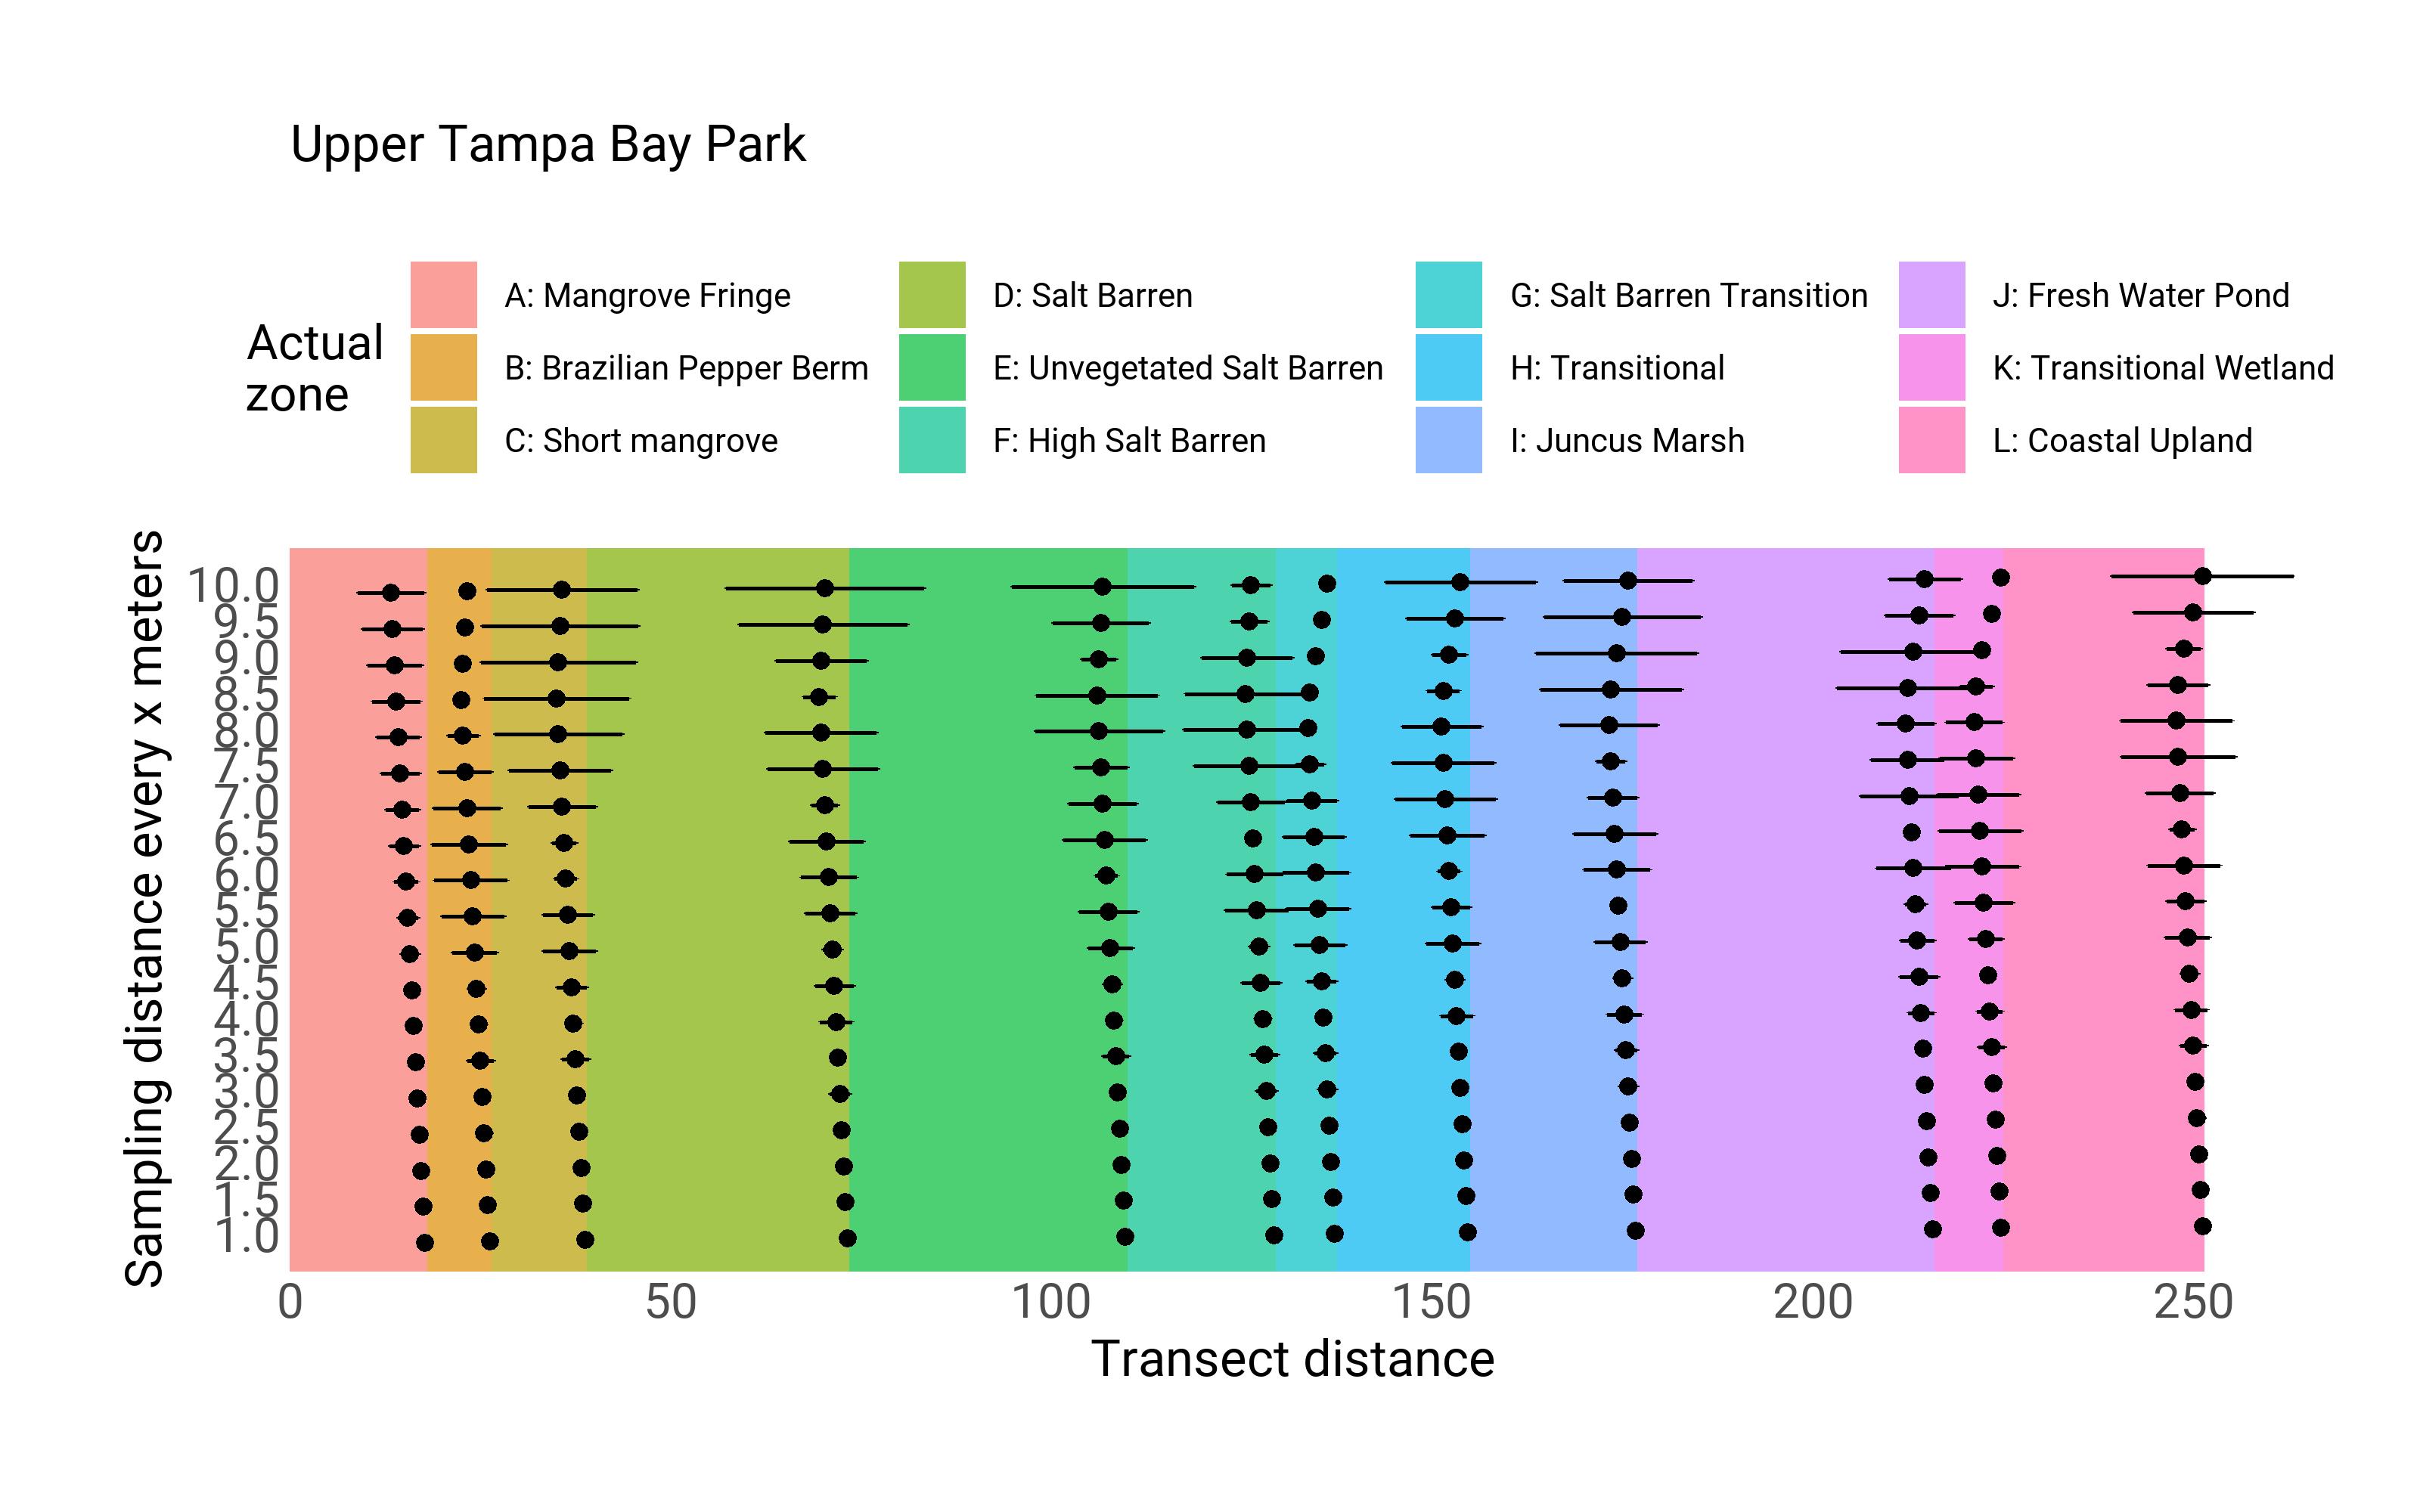 Upper Tampa Bay Park
Actual
zone
A: Mangrove Fringe
B: Brazilian Pepper Berm
C: Short mangrove
D: Salt Barren
E: Unvegetated Salt Barren
F: High Salt Barren
G: Salt Barren Transition
H: Transitional
I: Juncus Marsh
J: Fresh Water Pond
K: Transitional Wetland
L: Coastal Upland
Sampling distance every x meters
10.0
9.5
9.0
8.5
8.0
7.5
7.0
6.5
6.0
5.5
5.0
4.5
4.0
3.5
3.0
2.5
2.0
1.5
1.0
0 50 100 150 200 250
Transect distance